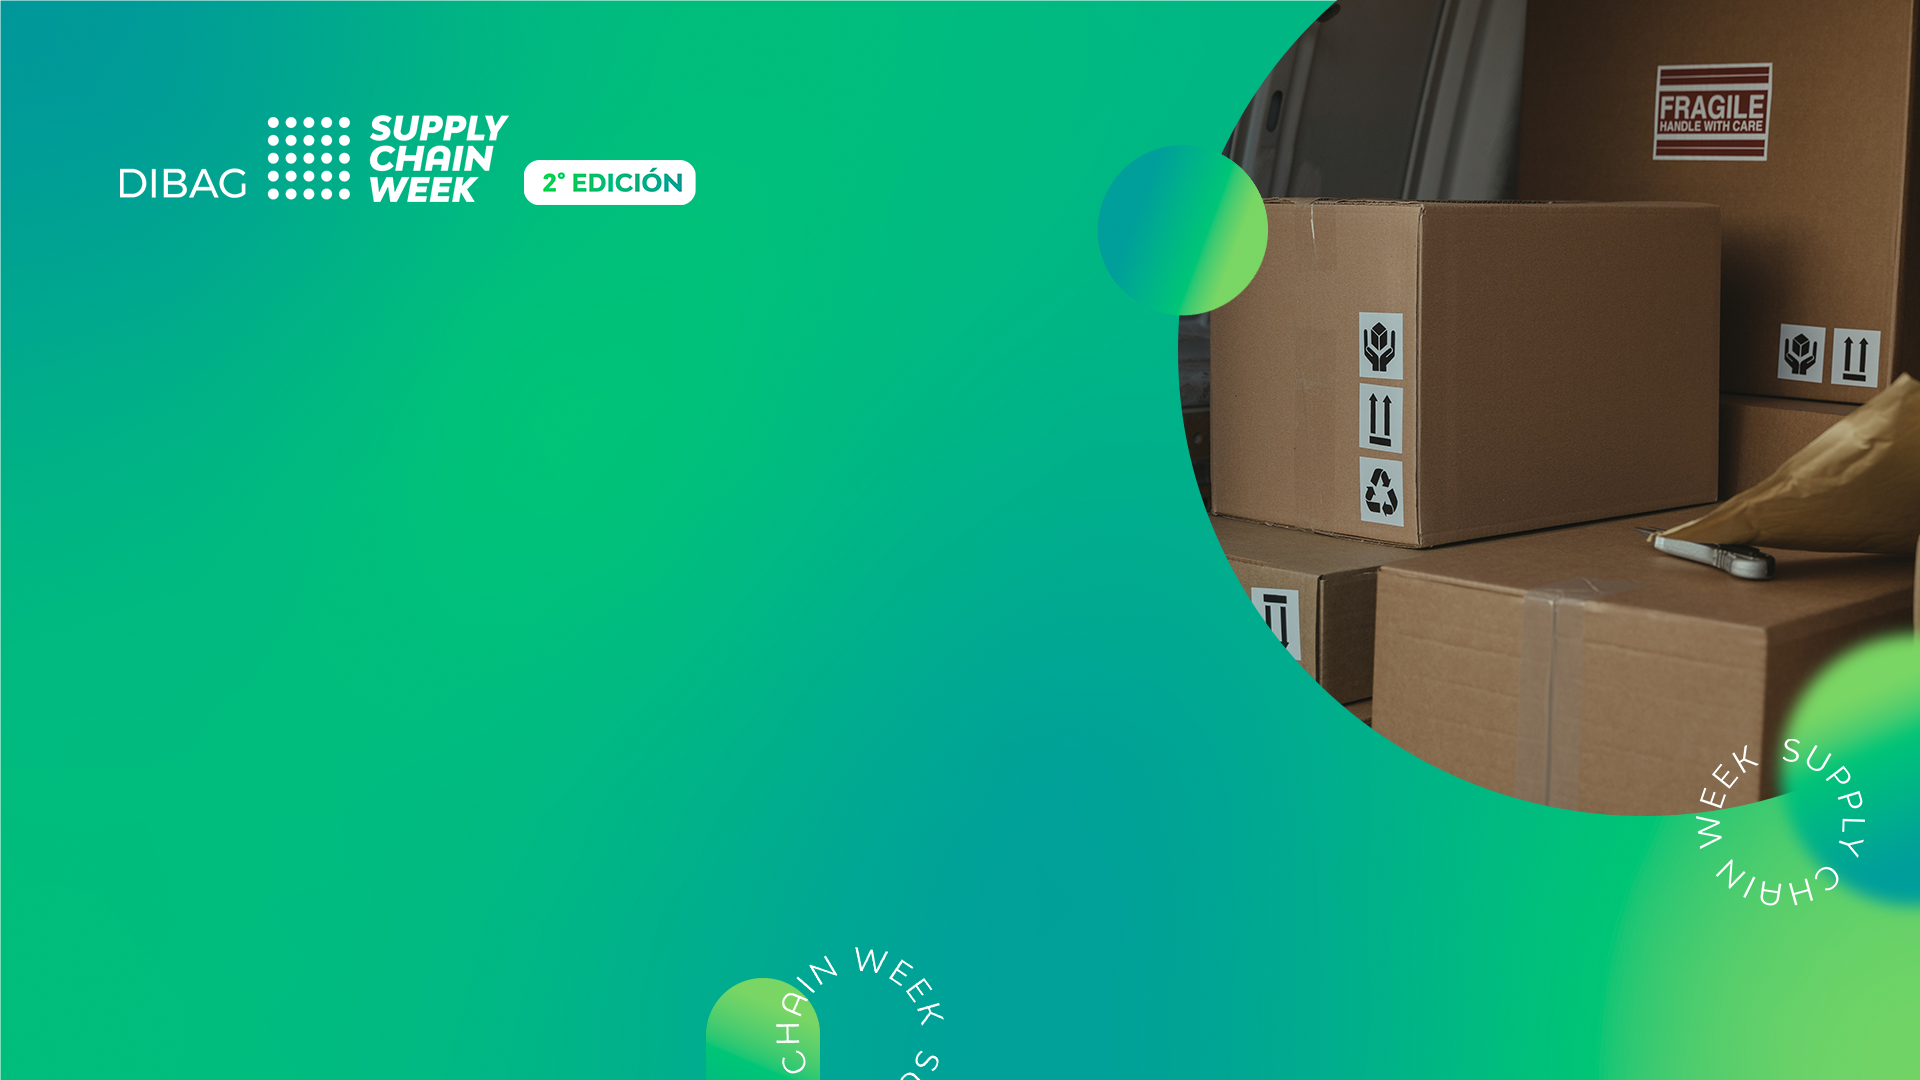 DIBAG
SUPPLY
CHAIN
WEEK
2° EDICIÓN
FRAGILE
HANDLE WITH CARE
SUPPLY CHAIN WEEK
CHAIN WEEK